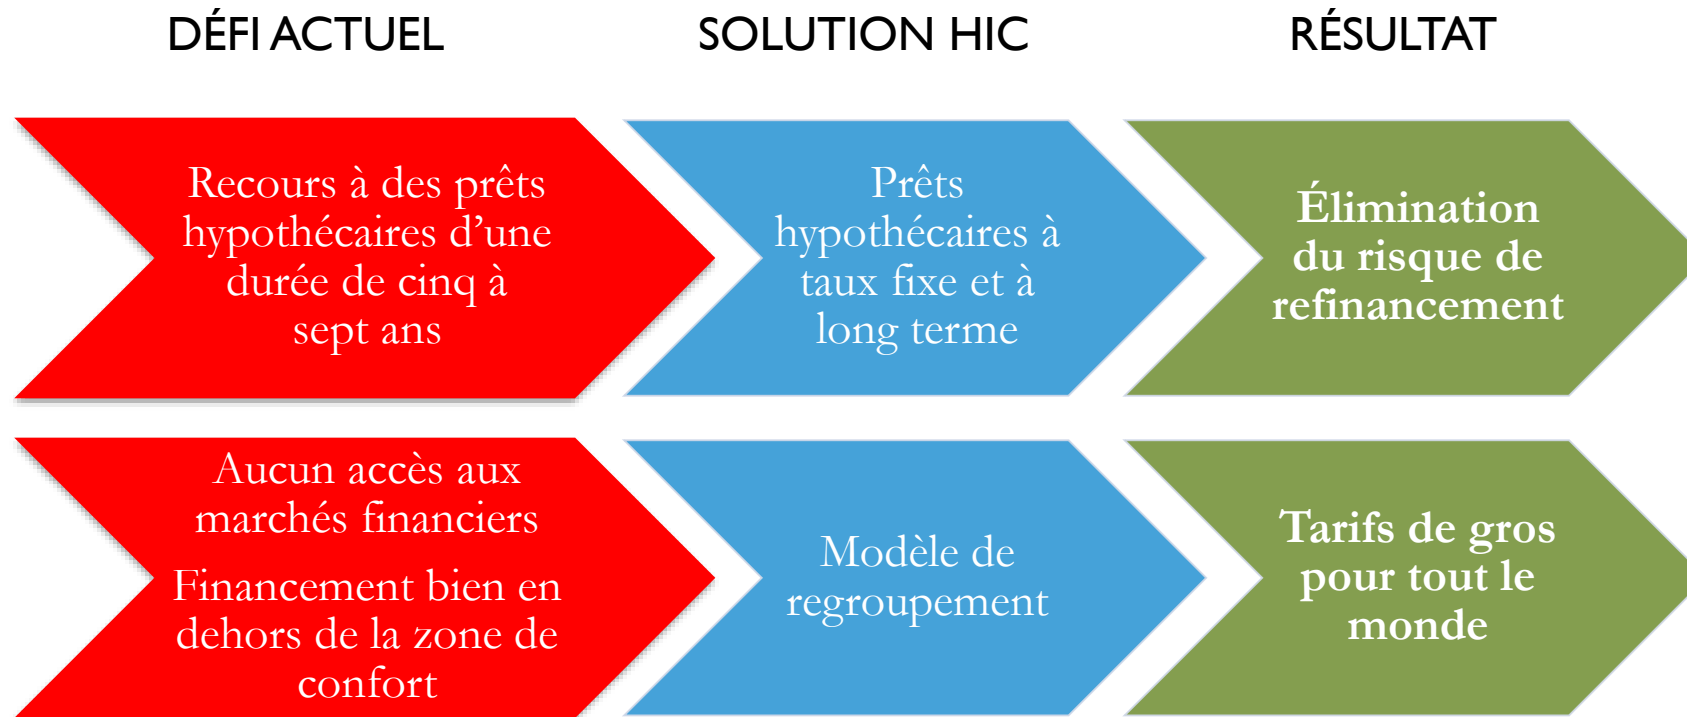 DÉFI ACTUEL
SOLUTION HIC
RÉSULTAT
Recours à des prêts
hypothécaires d’une
durée de cinq à
sept ans
Prêts
hypothécaires à
taux fixe et à
long terme
Élimination
du risque de
refinancement
Aucun accès aux
marchés financiers
Financement bien en
dehors de la zone de
confort
Modèle de
regroupement
Tarifs de gros
pour tout le
monde